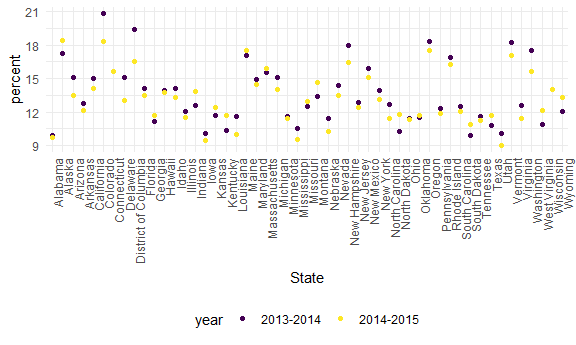 21
18
15
12
9
percent
Alabama
Alaska
Arizona
Arkansas
California
Colorado
Connecticut
Delaware
District of Columbia
Florida
Georgia
Hawaii
Idaho
Illinois
Indiana
Iowa
Kansas
Kentucky
Louisiana
Maine
Maryland
Massachusetts
Michigan
Minnesota
Mississippi
Missouri
Montana
Nebraska
Nevada
New Hampshire
New Jersey
New Mexico
New York
North Carolina
North Dakota
Ohio
Oklahoma
Oregon
Pennsylvania
Rhode Island
South Carolina
South Dakota
Tennessee
Texas
Utah
Vermont
Virginia
Washington
West Virginia
Wisconsin
Wyoming
State
year 2013-2014 2014-2015